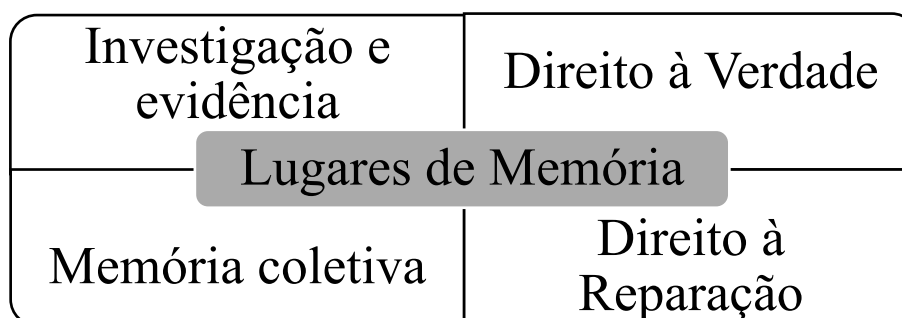 Investigação e
evidência
Direito à Verdade
Lugares de Memória
Memória coletiva
Direito à
Reparação